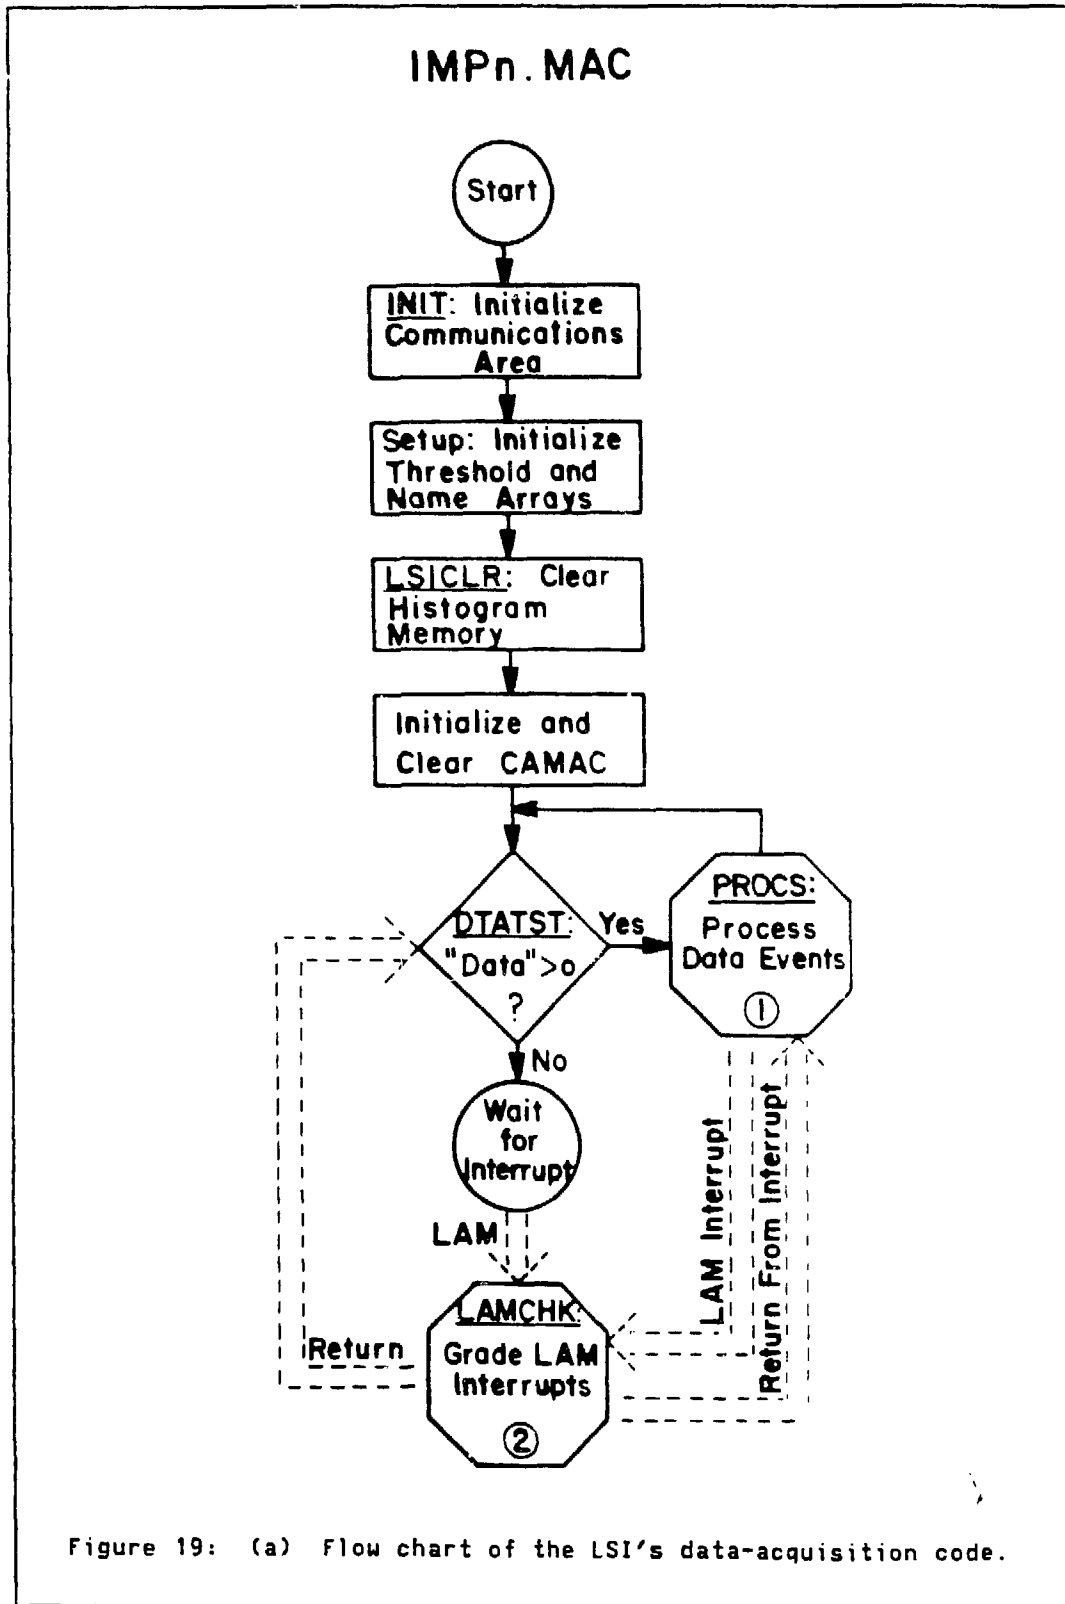 IMPn.MAC
Start
INIT: Initialize
Communications
Area
Setup: Initialize
Threshold and
Name Arrays
LSICLR: Clear
Histogram
Memory
Initialize and
Clear CAMAC
DTATST:
"Data">o
?
Yes
PROCS:
Process
Data Events
1
No
Wait
for
Interrupt
LAM
LAM Interrupt
Return From Interrupt
LAMCHK:
Grade LAM
Interrupts
2
Return
Figure 19: (a) Flow chart of the LSI's data-acquisition code.